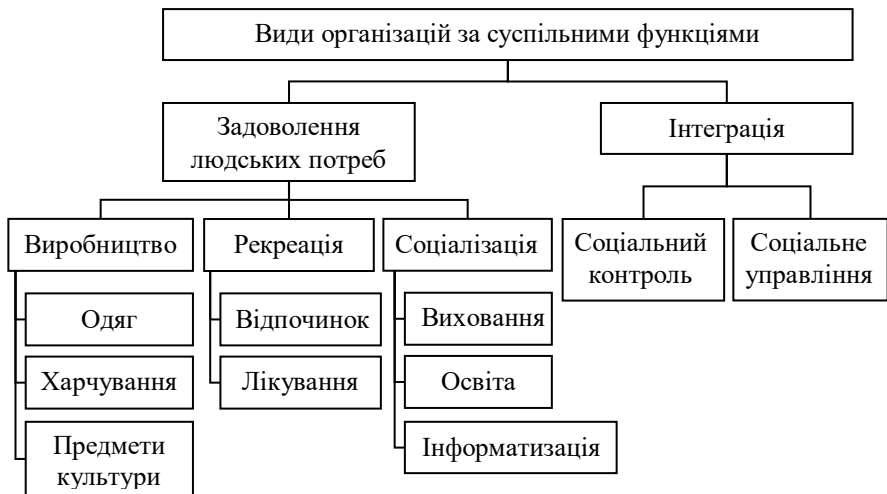 Види організацій за суспільними функціями
Задоволення
людських потреб
Інтеграція
Виробництво
Рекреація
Соціалізація
Соціальний
контроль
Соціальне
управління
Одяг
Відпочинок
Виховання
Харчування
Лікування
Освіта
Предмети
культури
Інформатизація